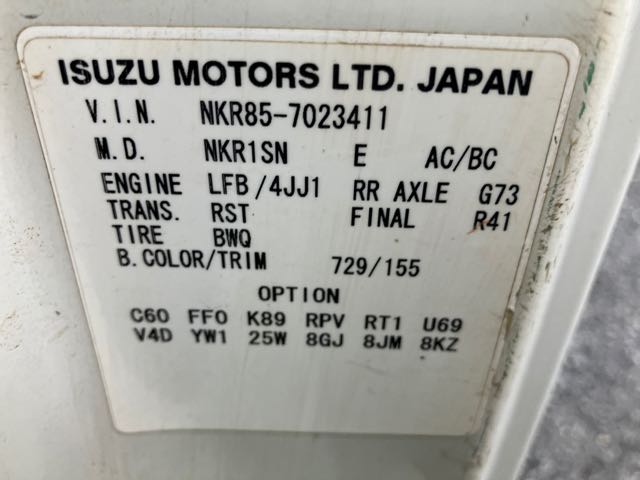 ISUZU MOTORS LTD. JAPAN
V.I.N. NKR85-7023411
M.D. NKR1SN E AC/BC
ENGINE LFB/4JJ1 RR AXLE G73
TRANS. RST FINAL R41
TIRE BWQ
B.COLOR/TRIM 729/155
OPTION
C60 FF0 K89 RPV RT1 U69
V4D YW1 25W 8GJ 8JM 8KZ